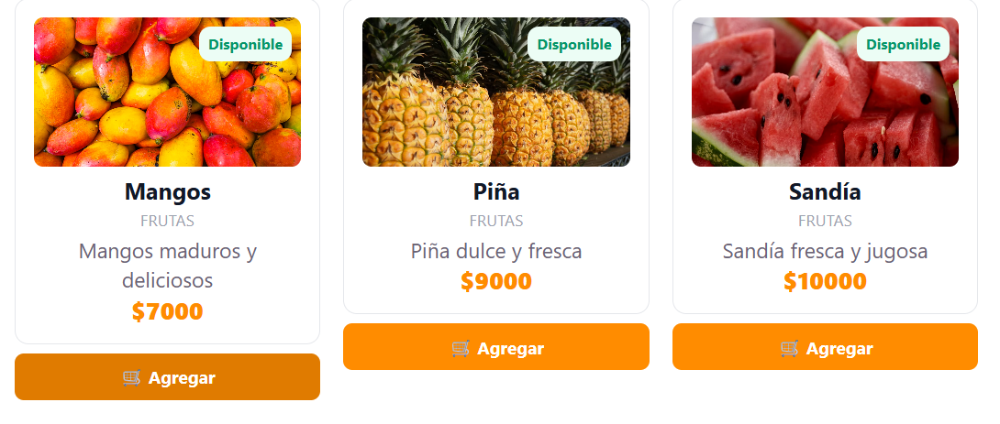 Disponible
Mangos
FRUTAS
Mangos maduros y
deliciosos
$7000
🛒 Agregar
Disponible
Piña
FRUTAS
Piña dulce y fresca
$9000
🛒 Agregar
Disponible
Sandía
FRUTAS
Sandía fresca y jugosa
$10000
🛒 Agregar